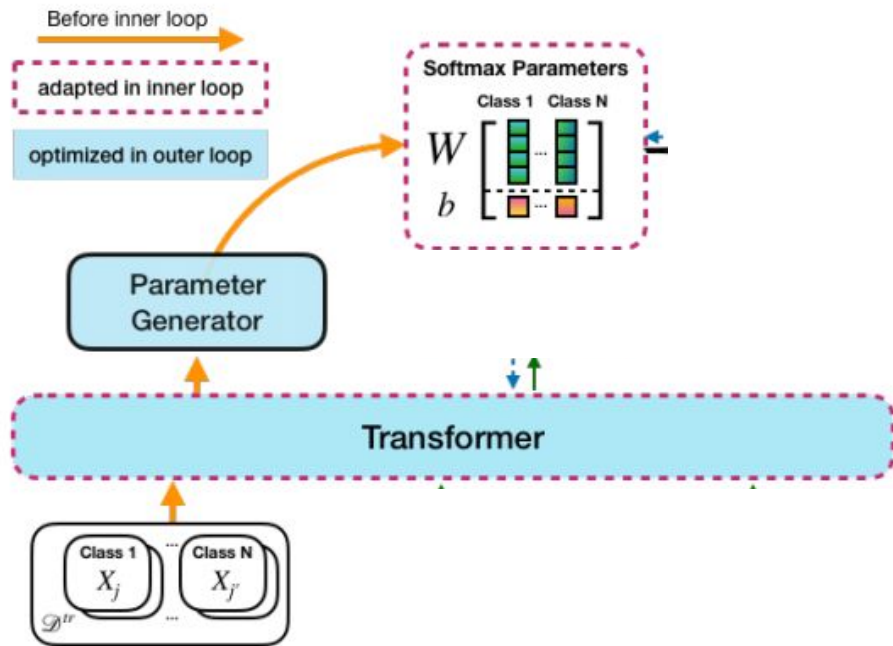 Before inner loop
adapted in inner loop
optimized in outer loop
Softmax Parameters
Class 1 Class N
W ...
b ...
Parameter
Generator
Transformer
Class 1 ... Class N
X_j X_{j'}
𝒟^{tr} ...